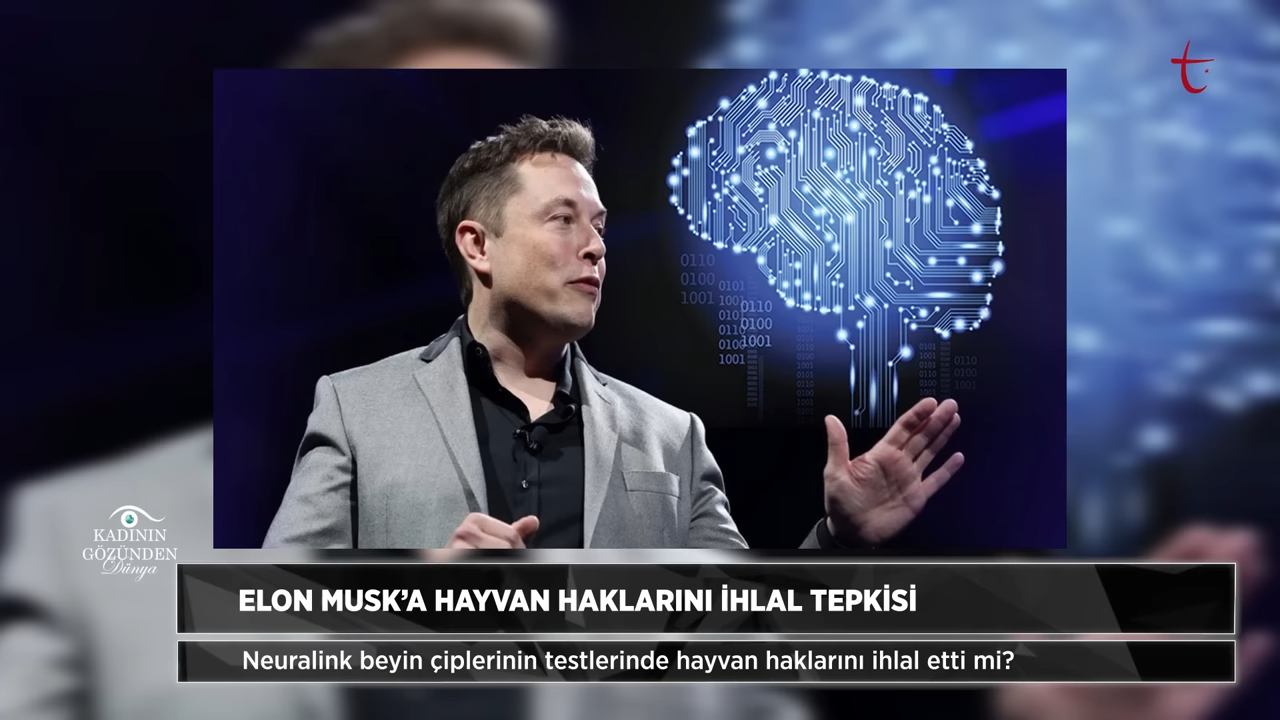 0110
0100
1001
0101
1001
0110
0110
0100
0100
1001
1001
KADININ
GÖZÜNDEN
Dünya
ELON MUSK'A HAYVAN HAKLARINI İHLAL TEPKİSİ
Neuralink beyin çiplerinin testlerinde hayvan haklarını ihlal etti mi?